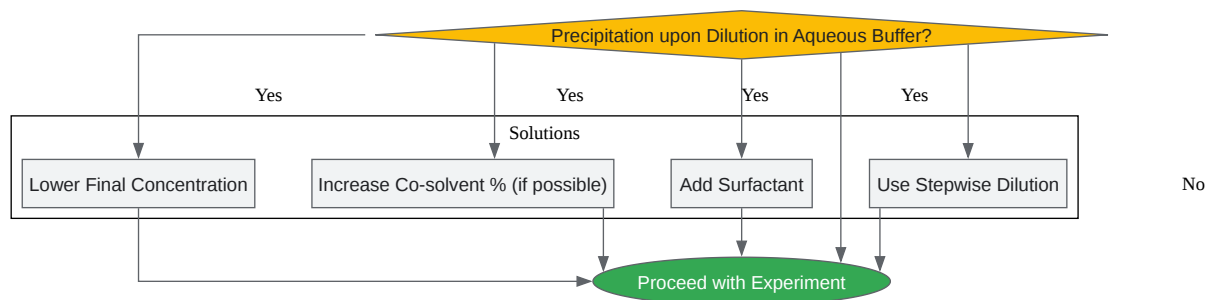 Precipitation upon Dilution in Aqueous Buffer?
Yes
Yes
Yes
Yes
Solutions
Lower Final Concentration
Increase Co-solvent % (if possible)
Add Surfactant
Use Stepwise Dilution
No
Proceed with Experiment